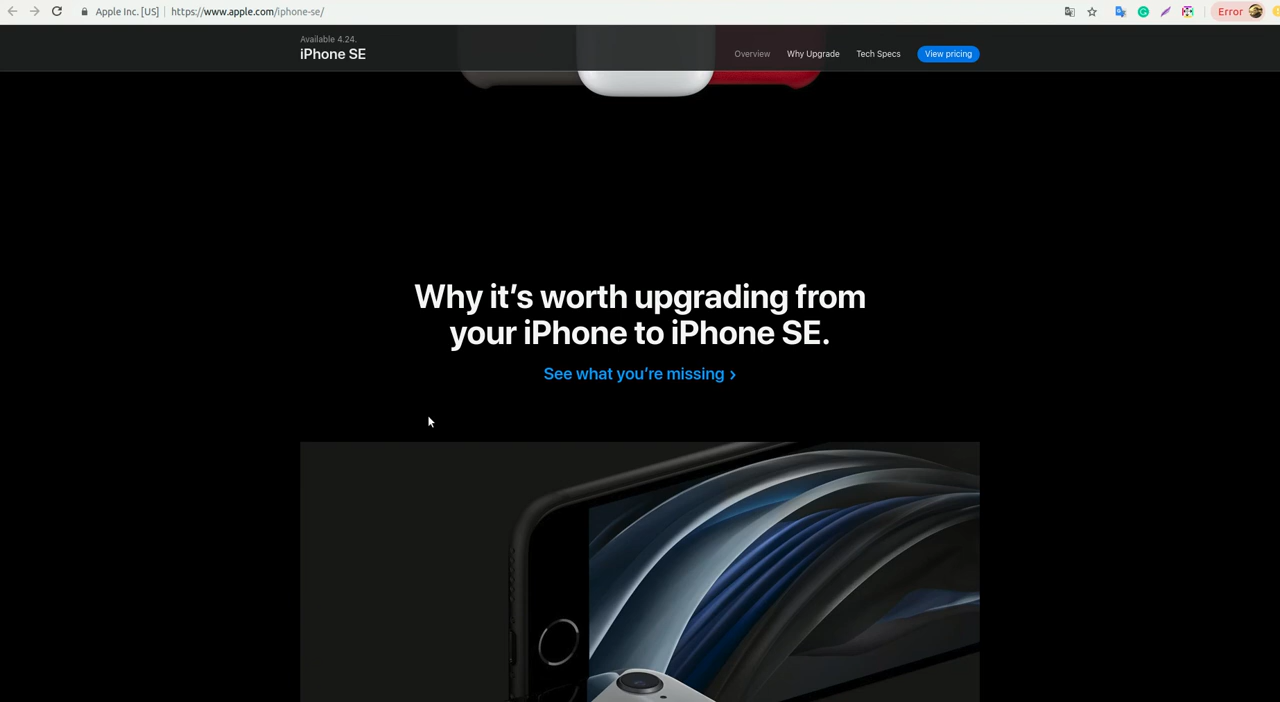 Apple Inc. [US]
https://www.apple.com/iphone-se/
Error
Available 4.24.
iPhone SE
Overview
Why Upgrade
Tech Specs
View pricing
Why it’s worth upgrading from
your iPhone to iPhone SE.
See what you’re missing ›